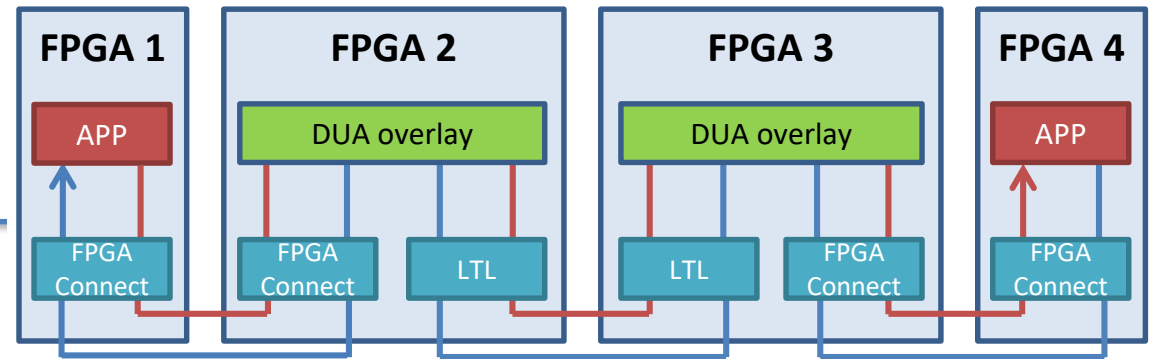 FPGA 1
FPGA 2
FPGA 3
FPGA 4
APP
DUA overlay
DUA overlay
APP
FPGA
Connect
FPGA
Connect
LTL
LTL
FPGA
Connect
FPGA
Connect